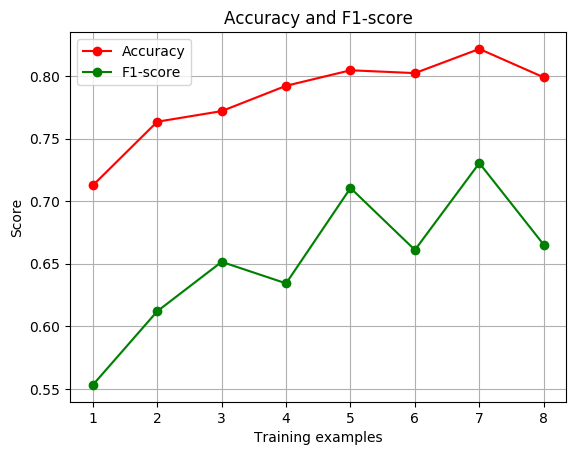 Accuracy and F1-score
Accuracy
F1-score
Score
0.80
0.75
0.70
0.65
0.60
0.55
1 2 3 4 5 6 7 8
Training examples